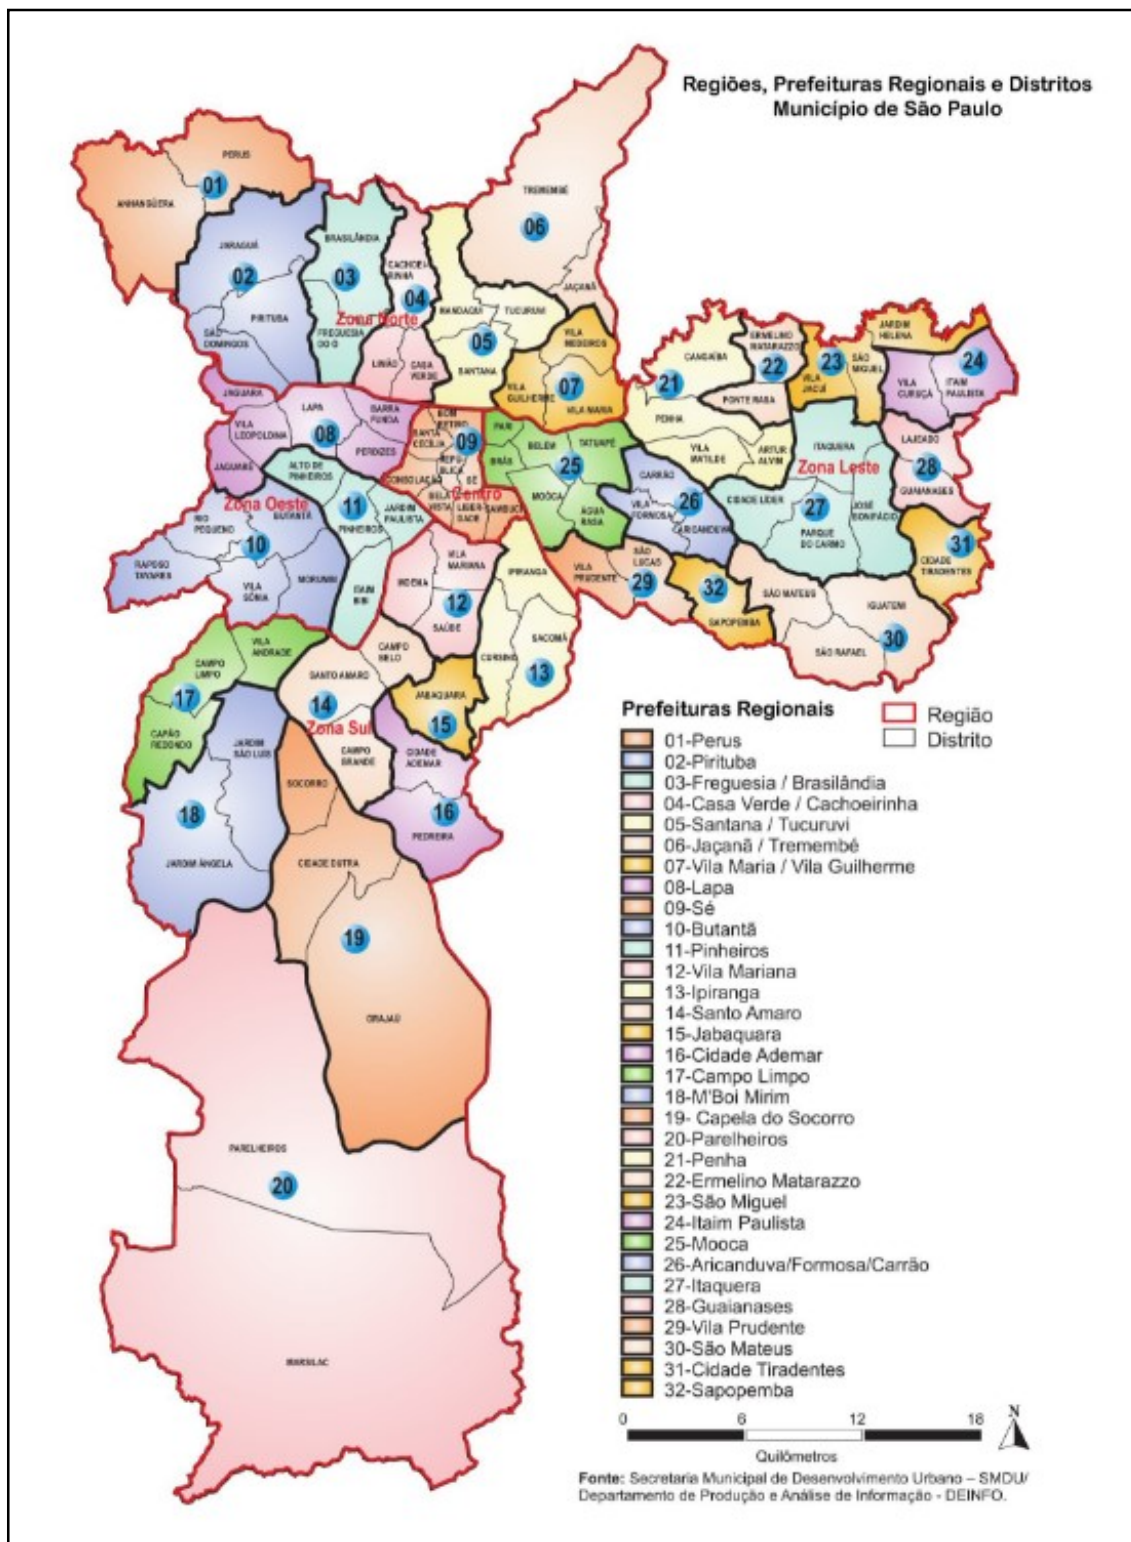 Regiões, Prefeituras Regionais e Distritos
Município de São Paulo
PERUS
01
ANHANGÜERA
TREMEMBÉ
06
JAÇANÃ
JARAGUÁ
02
PIRITUBA
SÃO
DOMINGOS
BRASILÂNDIA
03
FREGUESIA
DO Ó
Zona Norte
CACHOEI-
RINHA
04
LIMÃO
CASA
VERDE
MANDAQUI
TUCURUVI
05
SANTANA
VILA
MEDEIROS
07
VILA
GUILHERME
VILA MARIA
CANGAÍBA
21
PENHA
VILA
MATILDE
ARTUR
ALVIM
ERMELINO
MATARAZZO
22
PONTE RASA
23
VILA
JACUÍ
SÃO
MIGUEL
JARDIM
HELENA
24
VILA
CURUÇÁ
ITAIM
PAULISTA
JAGUARA
VILA
LEOPOLDINA
JAGUARÉ
LAPA
08
BARRA
FUNDA
PERDIZES
BOM
RETIRO
09
SANTA
CECÍLIA
REPÚ-
BLICA
SÉ
CONSOLAÇÃO
Centro
BELA
VISTA
LIBER-
DADE
CAMBUCI
PARI
BELÉM
TATUAPÉ
BRÁS
25
MOÓCA
ÁGUA
RASA
CARRÃO
26
VILA
FORMOSA
ARICANDUVA
ITAQUERA
Zona Leste
CIDADE LÍDER
27
JOSÉ
BONIFÁCIO
PARQUE
DO CARMO
LAJEADO
28
GUAIANASES
31
CIDADE
TIRADENTES
ALTO DE
PINHEIROS
11
PINHEIROS
JARDIM
PAULISTA
ITAIM
BIBI
Zona Oeste
RIO
PEQUENO
BUTANTÃ
10
RAPOSO
TAVARES
VILA
SÔNIA
MORUMBI
MOEMA
VILA
MARIANA
12
SAÚDE
IPIRANGA
CURSINO
SACOMÃ
13
VILA
PRUDENTE
SÃO
LUCAS
29
32
SAPOPEMBA
SÃO MATEUS
IGUATEMI
30
SÃO RAFAEL
VILA
ANDRADE
CAMPO
LIMPO
17
CAPÃO
REDONDO
CAMPO
BELO
SANTO AMARO
14
Zona Sul
CAMPO
GRANDE
JABAQUARA
15
CIDADE
ADEMAR
16
PEDREIRA
JARDIM
SÃO LUÍS
18
JARDIM ÂNGELA
SOCORRO
CIDADE DUTRA
19
GRAJAÚ
PARELHEIROS
20
MARSILAC
Prefeituras Regionais
Região
Distrito
01-Perus
02-Pirituba
03-Freguesia / Brasilândia
04-Casa Verde / Cachoeirinha
05-Santana / Tucuruvi
06-Jaçanã / Tremembé
07-Vila Maria / Vila Guilherme
08-Lapa
09-Sé
10-Butantã
11-Pinheiros
12-Vila Mariana
13-Ipiranga
14-Santo Amaro
15-Jabaquara
16-Cidade Ademar
17-Campo Limpo
18-M'Boi Mirim
19- Capela do Socorro
20-Parelheiros
21-Penha
22-Ermelino Matarazzo
23-São Miguel
24-Itaim Paulista
25-Mooca
26-Aricanduva/Formosa/Carrão
27-Itaquera
28-Guaianases
29-Vila Prudente
30-São Mateus
31-Cidade Tiradentes
32-Sapopemba
0 6 12 18
N
Quilômetros
Fonte: Secretaria Municipal de Desenvolvimento Urbano – SMDU/
Departamento de Produção e Análise de Informação - DEINFO.